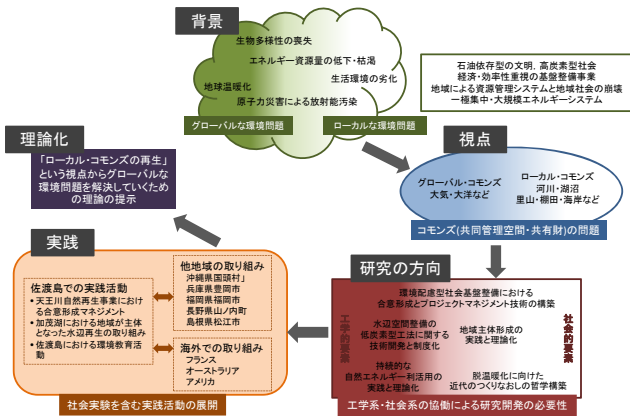 背景
生物多様性の喪失
エネルギー資源量の低下・枯渇
生活環境の劣化
地球温暖化
原子力災害による放射能汚染
グローバルな環境問題
ローカルな環境問題
石油依存型の文明，高炭素型社会
経済・効率性重視の基盤整備事業
地域による資源管理システムと地域社会の崩壊
一極集中・大規模エネルギーシステム
視点
グローバル・コモンズ
大気・大洋など
ローカル・コモンズ
河川・湖沼
里山・棚田・海岸など
コモンズ(共同管理空間・共有財)の問題
研究の方向
環境配慮型社会基盤整備における
合意形成とプロジェクトマネジメント技術の構築
工学的要素
水辺空間整備の
低炭素型工法に関する
技術開発と制度化
地域主体形成の
実践と理論化
持続的な
自然エネルギー利活用の
実践と理論化
脱温暖化に向けた
近代のつくりなおしの哲学構築
社会的要素
工学系・社会系の協働による研究開発の必要性
実践
佐渡島での実践活動
• 天王川自然再生事業におけ
る合意形成マネジメント
• 加茂湖における地域が主体
となった水辺再生の取り組み
• 佐渡島における環境教育活
動
他地域の取り組み
沖縄県国頭村」
兵庫県豊岡市
福岡県福岡市
長野県山ノ内町
島根県松江市
海外での取り組み
フランス
オーストラリア
アメリカ
社会実験を含む実践活動の展開
理論化
「ローカル・コモンズの再生」
という視点からグローバルな
環境問題を解決していくため
の理論の提示